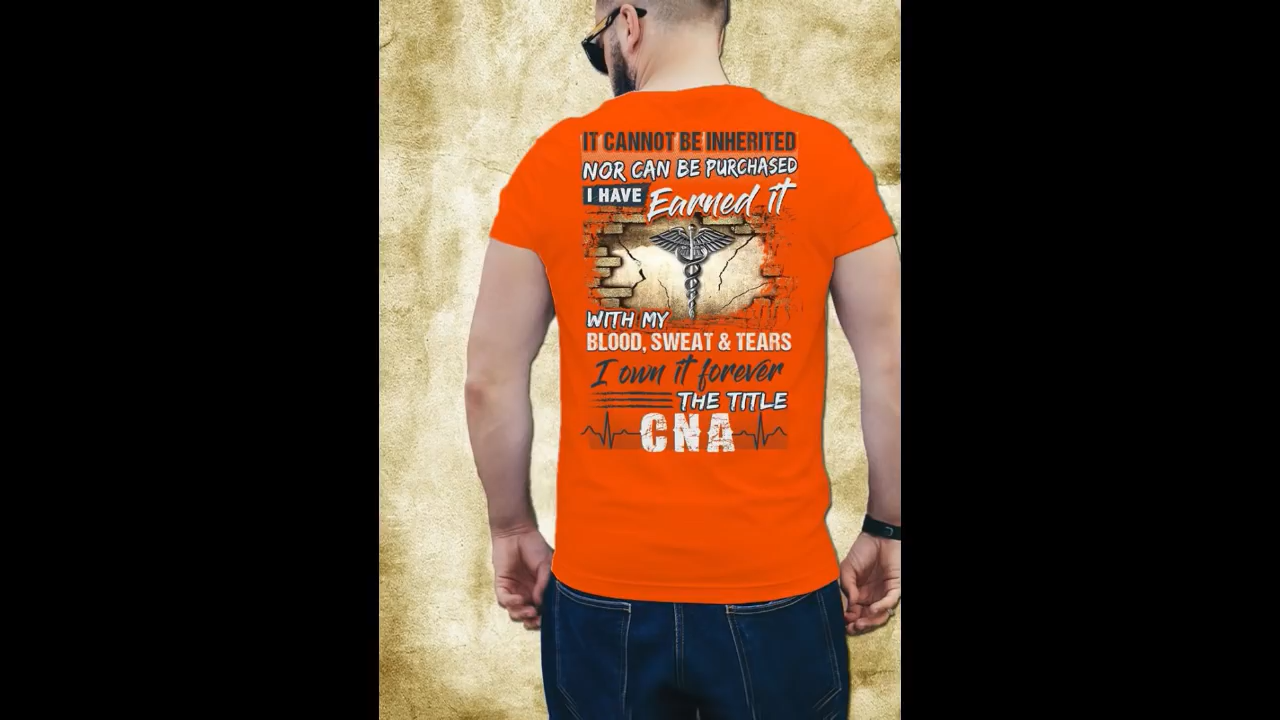 IT CANNOT BE INHERITED
NOR CAN BE PURCHASED
I HAVE Earned it
WITH MY
BLOOD, SWEAT & TEARS
I own it forever
THE TITLE
CNA